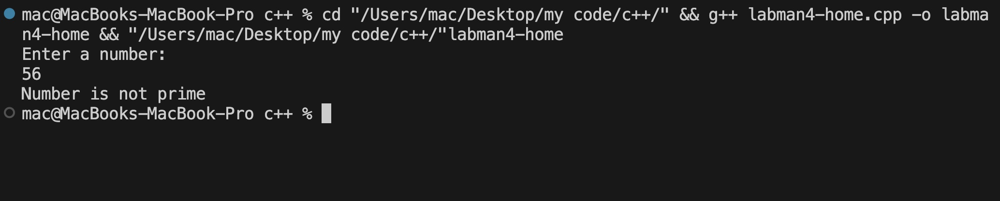 mac@MacBooks-MacBook-Pro c++ % cd "/Users/mac/Desktop/my code/c++/" && g++ labman4-home.cpp -o labma
n4-home && "/Users/mac/Desktop/my code/c++/"labman4-home
Enter a number:
56
Number is not prime
mac@MacBooks-MacBook-Pro c++ %